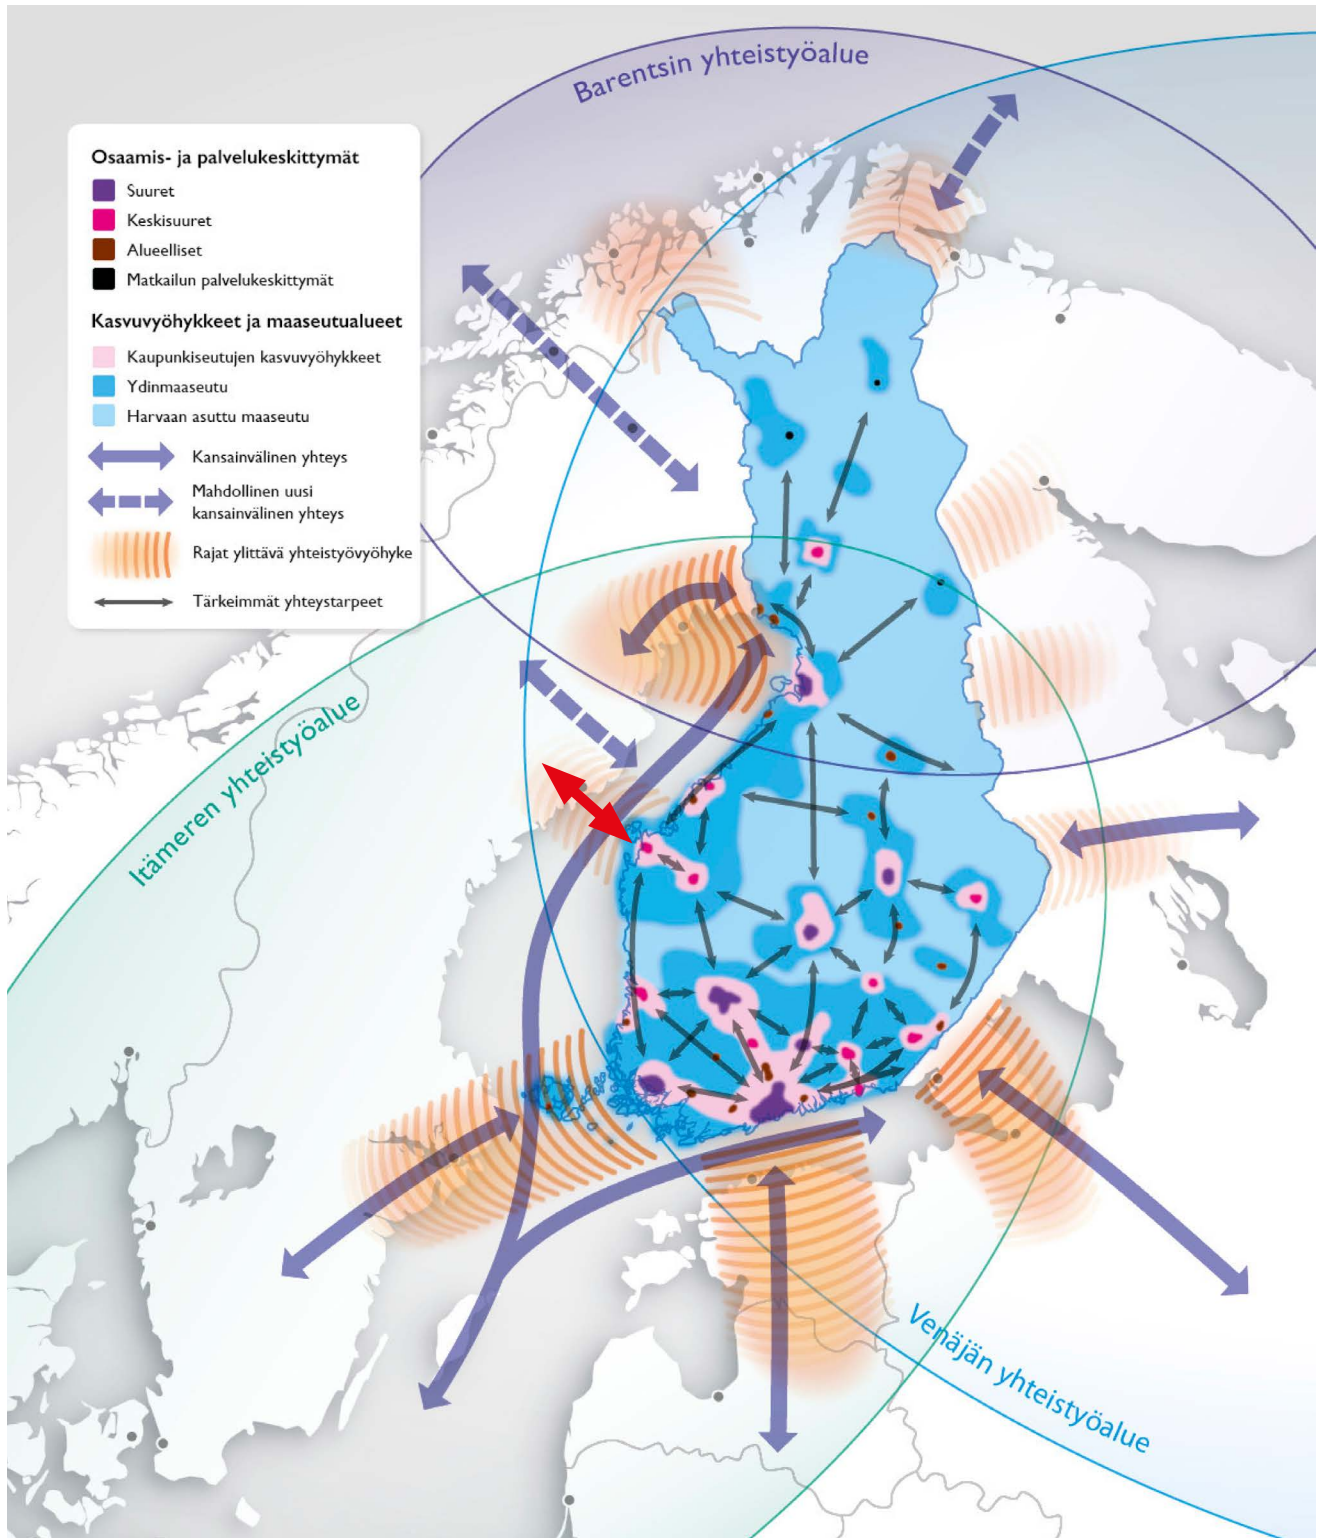 Barentsin yhteistyöalue
Osaamis- ja palvelukeskittymät
Suuret
Keskisuuret
Alueelliset
Matkailun palvelukeskittymät
Kasvuvyöhykkeet ja maaseutualueet
Kaupunkiseutujen kasvuvyöhykkeet
Ydinmaaseutu
Harvaan asuttu maaseutu
Kansainvälinen yhteys
Mahdollinen uusi
kansainvälinen yhteys
Rajat ylittävä yhteistyövyöhyke
Tärkeimmät yhteystarpeet
Itämeren yhteistyöalue
Venäjän yhteistyöalue